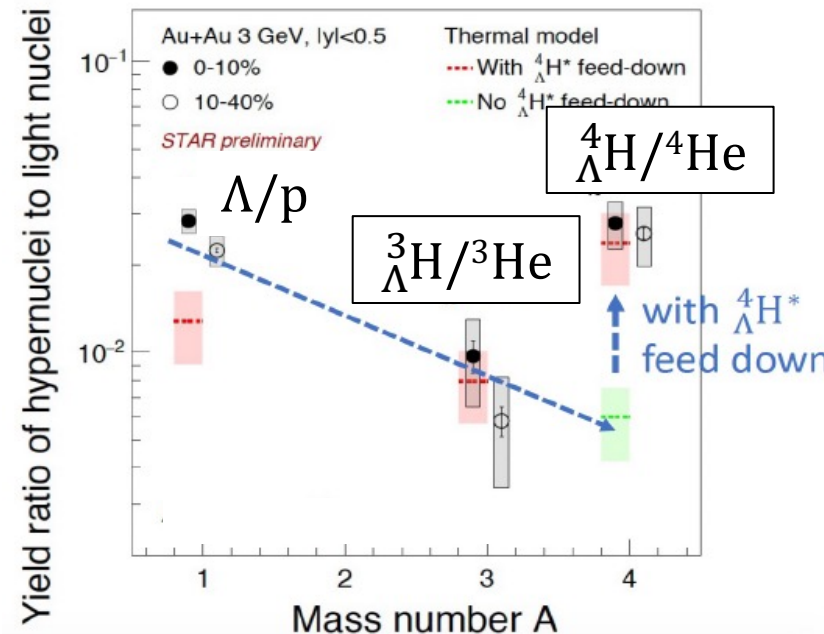 Yield ratio of hypernuclei to light nuclei
Au+Au 3 GeV, |y|<0.5
● 0-10%
○ 10-40%
STAR preliminary
Thermal model
With ⁴ΛH* feed-down
No ⁴ΛH* feed-down
10⁻¹
10⁻²
Λ/p
³ΛH/³He
⁴ΛH/⁴He
with ⁴ΛH*
feed down
1 2 3 4
Mass number A